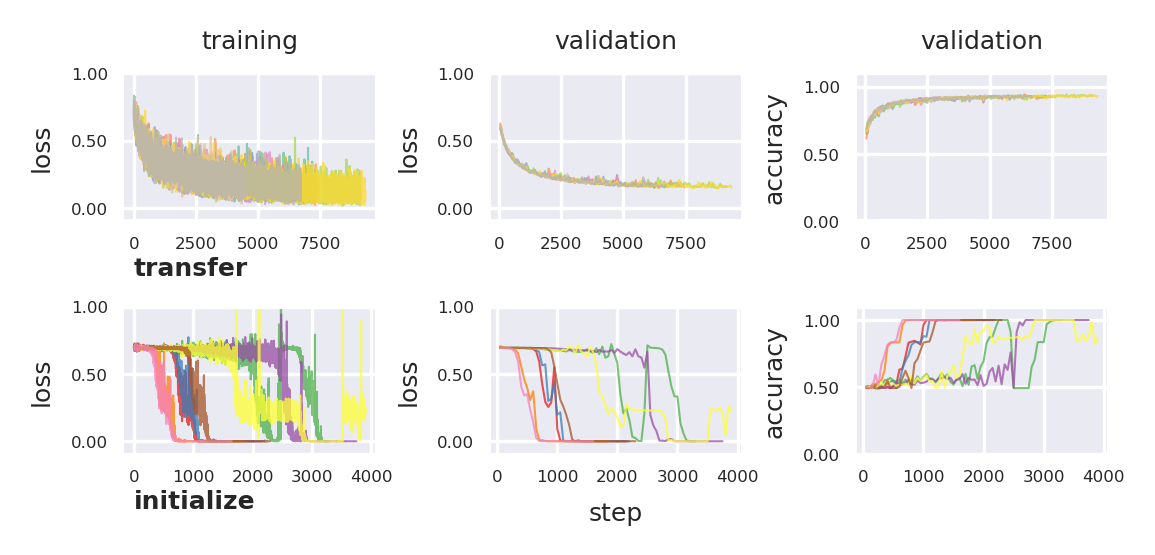 training validation validation
1.00 1.00 1.00
loss loss accuracy
0.50 0.50 0.50
0.00 0.00 0.00
0 2500 5000 7500 0 2500 5000 7500 0 2500 5000 7500
transfer
1.00 1.00 1.00
loss loss accuracy
0.50 0.50 0.50
0.00 0.00 0.00
0 1000 2000 3000 4000 0 1000 2000 3000 4000 0 1000 2000 3000 4000
initialize
step